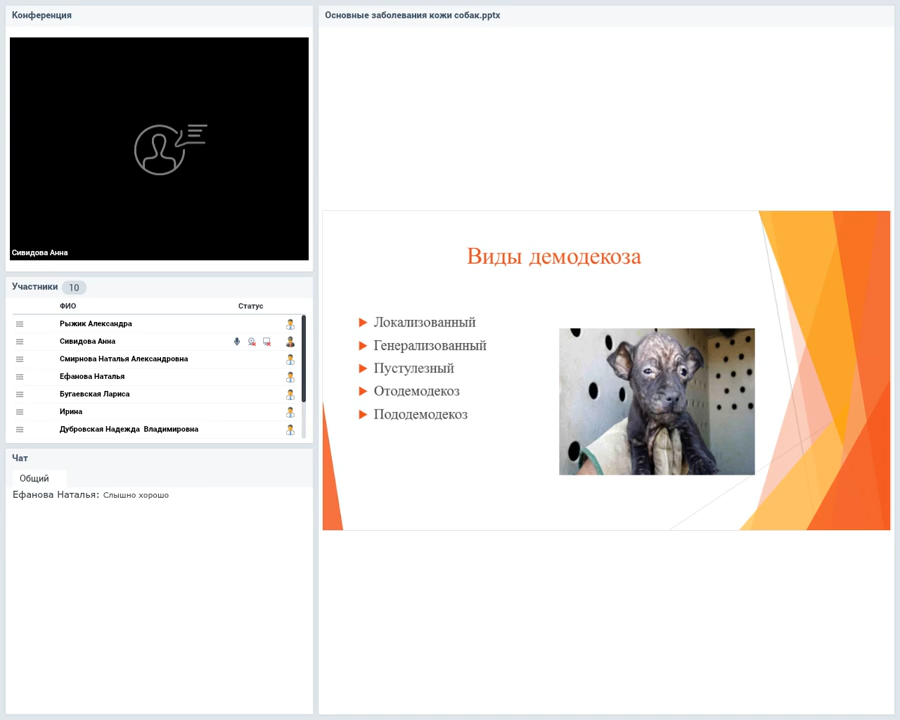 Конференция
Сивидова Анна
Участники 10
ФИО Статус
Рыжик Александра
Сивидова Анна
Смирнова Наталья Александровна
Ефанова Наталья
Бугаевская Лариса
Ирина
Дубровская Надежда Владимировна
Чат
Общий
Ефанова Наталья: Слышно хорошо
Основные заболевания кожи собак.pptx
Виды демодекоза
Локализованный
Генерализованный
Пустулезный
Отодемодекоз
Пододемодекоз